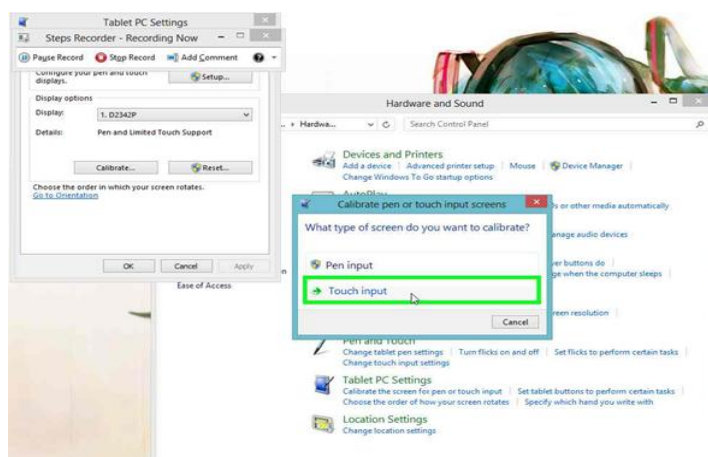 Tablet PC Settings
Steps Recorder - Recording Now
Pause Record Stop Record Add Comment
Configure your pen and touch
displays.
Setup...
Display options
Display: 1. D2342P
Details: Pen and Limited Touch Support
Calibrate... Reset...
Choose the order in which your screen rotates.
Go to Orientation
OK Cancel Apply
Ease of Access
Hardware and Sound
Hardwa... Search Control Panel
Devices and Printers
Add a device Advanced printer setup Mouse Device Manager
Change Windows To Go startup options
AutoPlay
or other media automatically
audio devices
buttons do
when the computer sleeps
resolution
Calibrate pen or touch input screens
What type of screen do you want to calibrate?
Pen input
Touch input
Cancel
Pen and Touch
Change tablet pen settings Turn flicks on and off Set flicks to perform certain tasks
Change touch input settings
Tablet PC Settings
Calibrate the screen for pen or touch input Set tablet buttons to perform certain tasks
Choose the order of how your screen rotates Specify which hand you write with
Location Settings
Change location settings